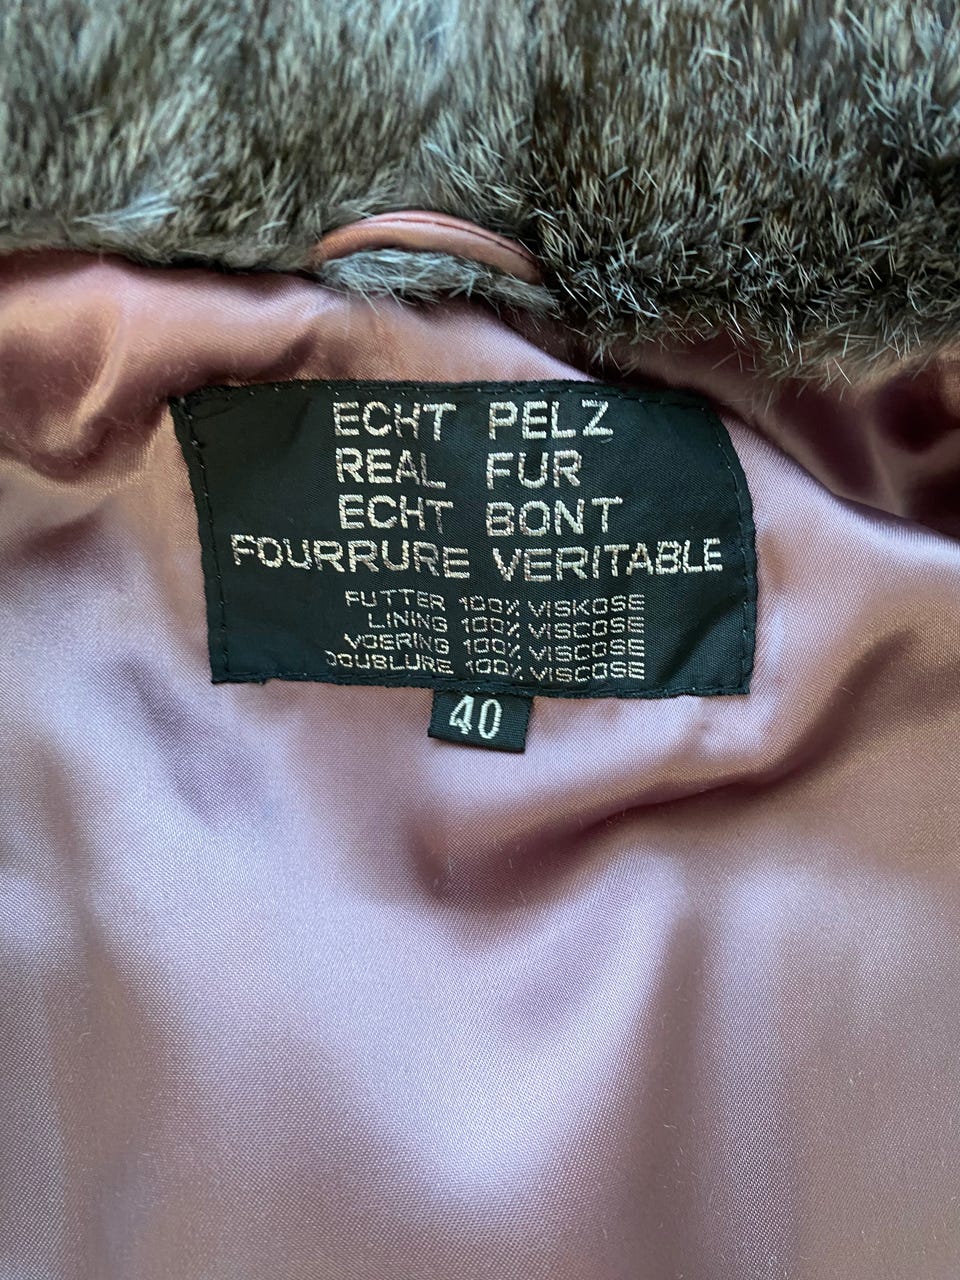 ECHT PELZ
REAL FUR
ECHT BONT
FOURRURE VERITABLE
FUTTER 100% VISKOSE
LINING 100% VISCOSE
VOERING 100% VISCOSE
DOUBLURE 100% VISCOSE
40